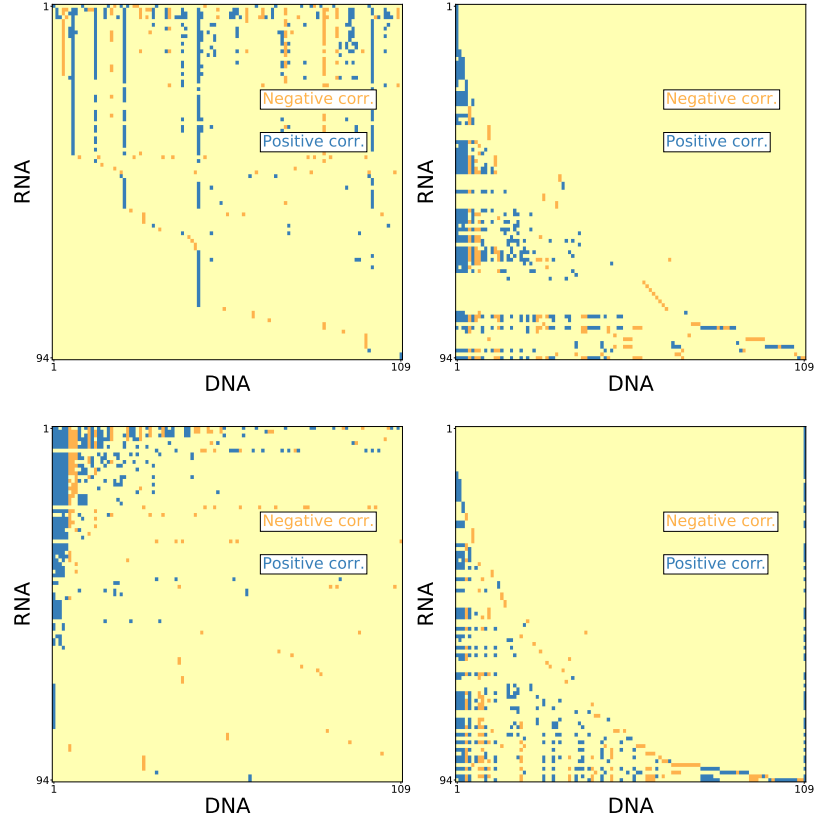 1
RNA
Negative corr.
Positive corr.
94
1
109
DNA
1
RNA
Negative corr.
Positive corr.
94
1
109
DNA
1
RNA
Negative corr.
Positive corr.
94
1
109
DNA
1
RNA
Negative corr.
Positive corr.
94
1
109
DNA